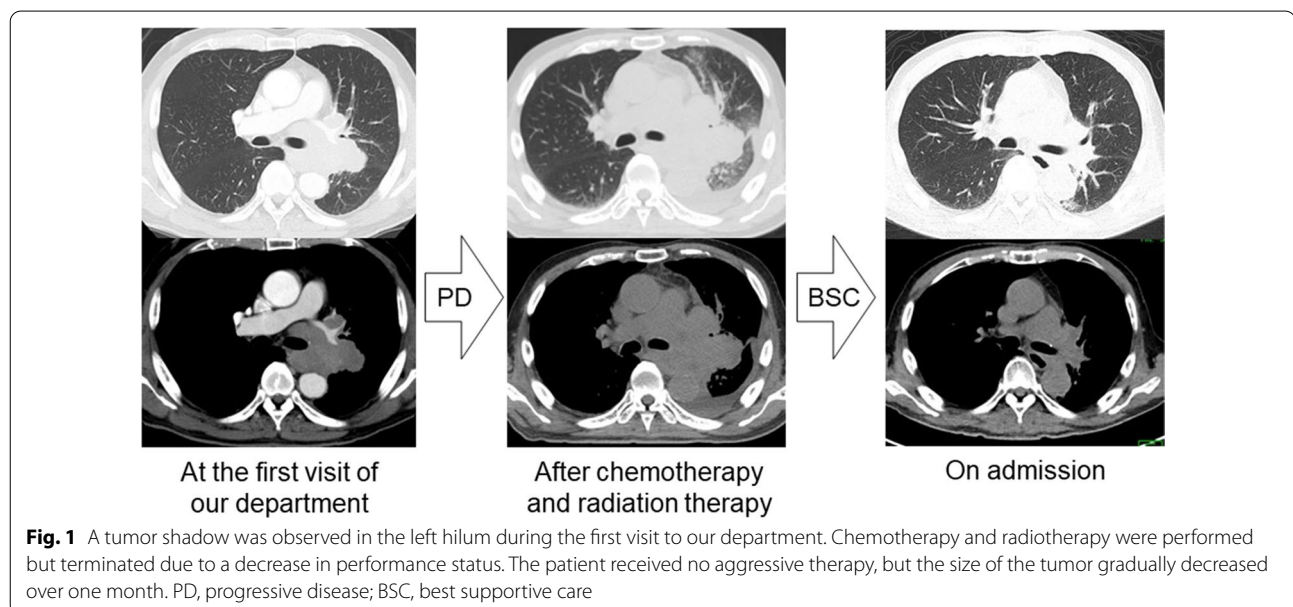 PD
BSC
At the first visit of
our department
After chemotherapy
and radiation therapy
On admission
Fig. 1 A tumor shadow was observed in the left hilum during the first visit to our department. Chemotherapy and radiotherapy were performed
but terminated due to a decrease in performance status. The patient received no aggressive therapy, but the size of the tumor gradually decreased
over one month. PD, progressive disease; BSC, best supportive care